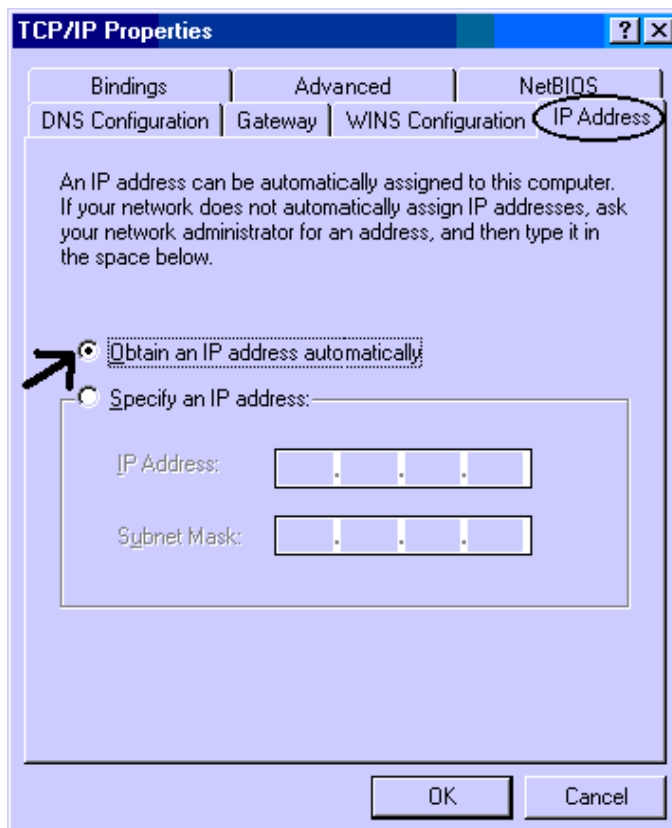 TCP/IP Properties
Bindings Advanced NetBIOS
DNS Configuration Gateway WINS Configuration IP Address
An IP address can be automatically assigned to this computer.
If your network does not automatically assign IP addresses, ask
your network administrator for an address, and then type it in
the space below.
Obtain an IP address automatically
Specify an IP address:
IP Address:
Subnet Mask:
OK Cancel